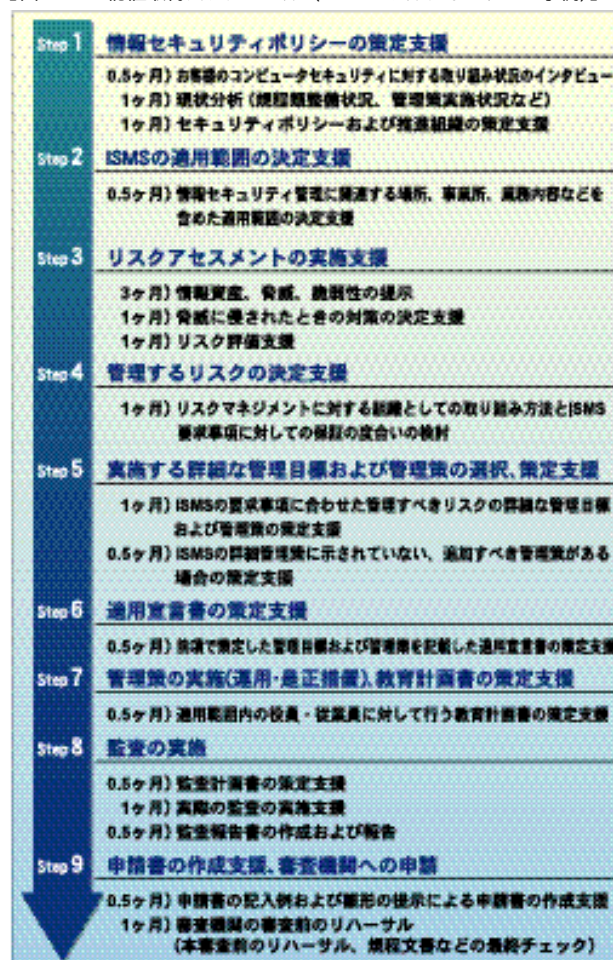 Step 1 情報セキュリティポリシーの策定支援
0.5ヶ月）お客様のコンピュータセキュリティに対する取り組み状況のインタビュー
1ヶ月）現状分析（規程類整備状況、管理策実施状況など）
1ヶ月）セキュリティポリシーおよび推進組織の策定支援
Step 2 ISMSの適用範囲の決定支援
0.5ヶ月）情報セキュリティ管理に関連する場所、事業所、業務内容などを
含めた適用範囲の決定支援
Step 3 リスクアセスメントの実施支援
3ヶ月）情報資産、脅威、脆弱性の提示
1ヶ月）脅威に侵されたときの対策の決定支援
1ヶ月）リスク評価支援
Step 4 管理するリスクの決定支援
1ヶ月）リスクマネジメントに対する組織としての取り組み方法とISMS
要求事項に対しての保証の度合いの検討
Step 5 実施する詳細な管理目標および管理策の選択、策定支援
1ヶ月）ISMSの要求事項に合わせた管理すべきリスクの詳細な管理目標
および管理策の策定支援
0.5ヶ月）ISMSの詳細管理策に示されていない、追加すべき管理策がある
場合の策定支援
Step 6 適用宣言書の策定支援
0.5ヶ月）前項で策定した管理目標および管理策を記載した適用宣言書の策定支援
Step 7 管理策の実施（運用・是正措置）、教育計画書の策定支援
0.5ヶ月）適用範囲内の役員・従業員に対して行う教育計画書の策定支援
Step 8 監査の実施
0.5ヶ月）監査計画書の策定支援
1ヶ月）実際の監査の実施支援
0.5ヶ月）監査報告書の作成および報告
Step 9 申請書の作成支援、審査機関への申請
0.5ヶ月）申請書の記入例および雛形の提示による申請書の作成支援
1ヶ月）審査機関の審査前のリハーサル
（本審査前のリハーサル、規程文書などの最終チェック）